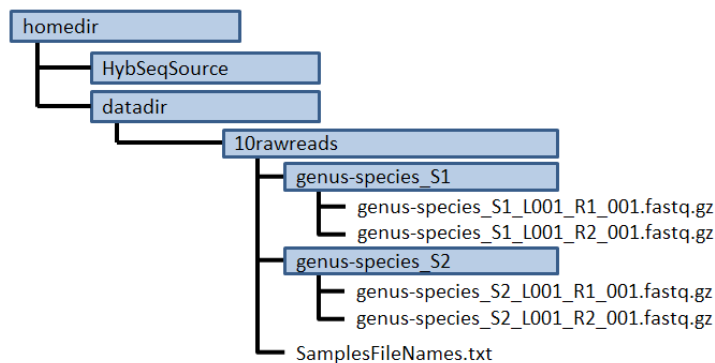 homedir
HybSeqSource
datadir
10rawreads
genus-species_S1
genus-species_S1_L001_R1_001.fastq.gz
genus-species_S1_L001_R2_001.fastq.gz
genus-species_S2
genus-species_S2_L001_R1_001.fastq.gz
genus-species_S2_L001_R2_001.fastq.gz
SamplesFileNames.txt